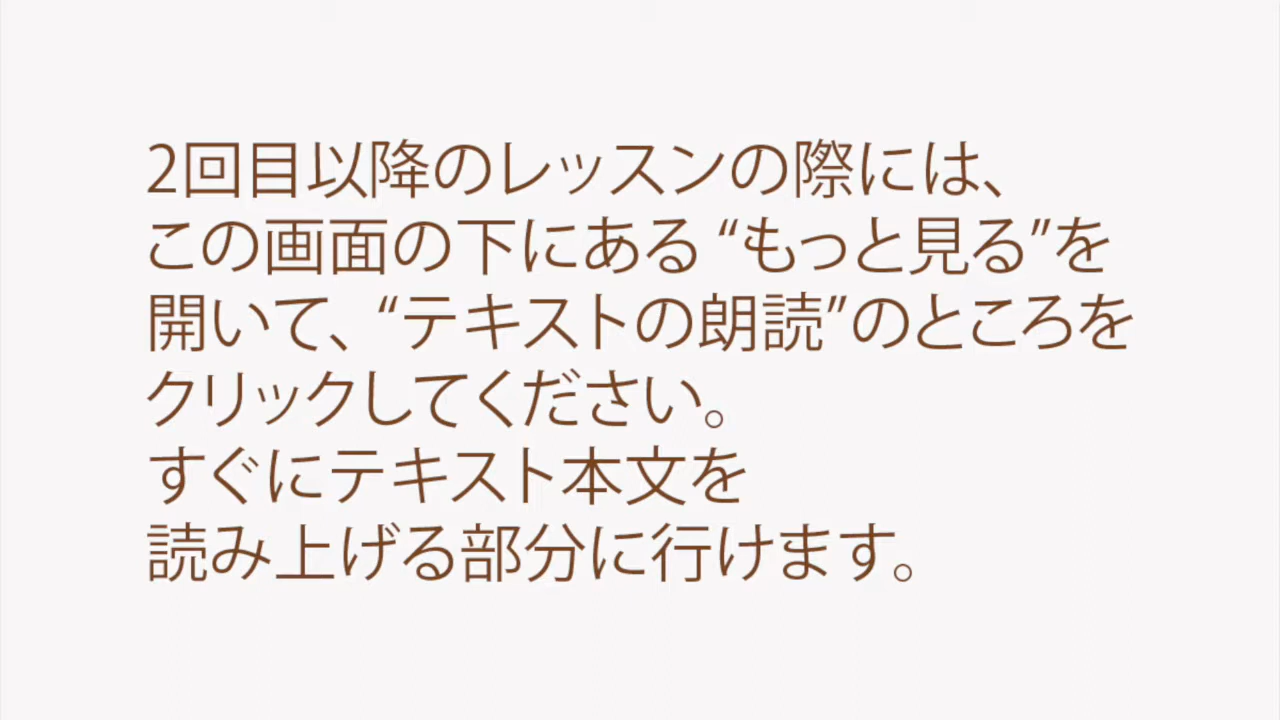 2回目以降のレッスンの際には、
この画面の下にある “もっと見る”を
開いて、“テキストの朗読”のところを
クリックしてください。
すぐにテキスト本文を
読み上げる部分に行けます。